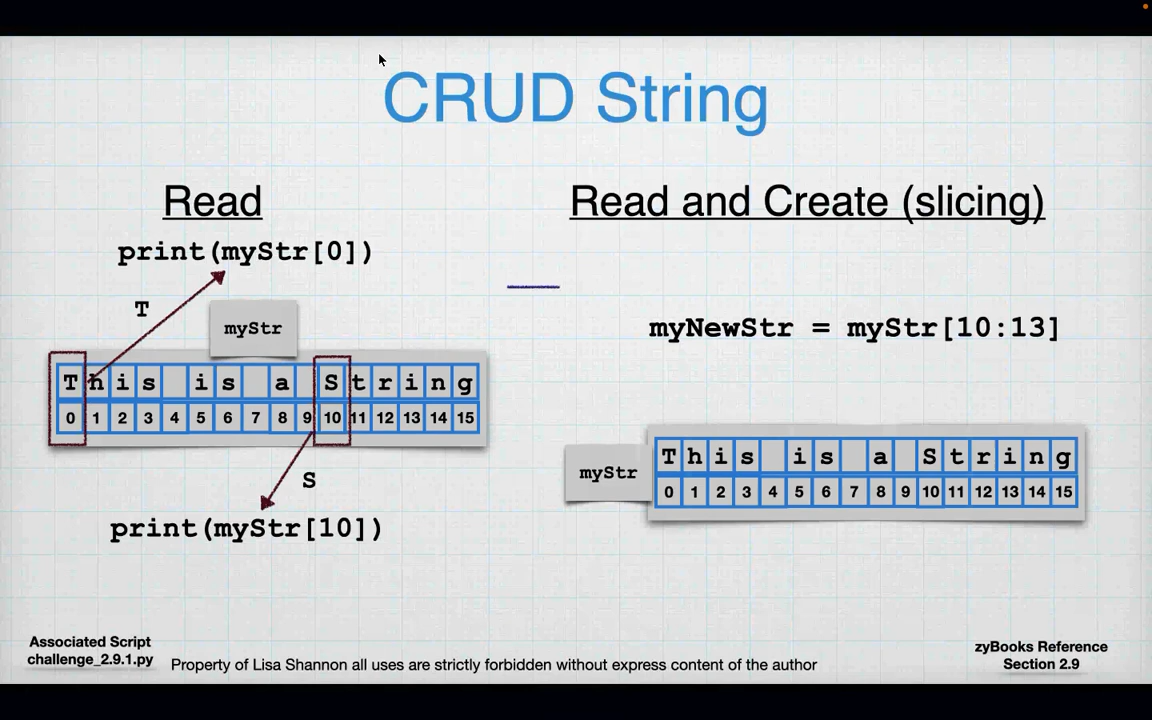 CRUD String
Read
print(myStr[0])
T
myStr
T h i s i s a S t r i n g
0 1 2 3 4 5 6 7 8 9 10 11 12 13 14 15
S
print(myStr[10])
Read and Create (slicing)
myNewStr = myStr[10:13]
myStr
T h i s i s a S t r i n g
0 1 2 3 4 5 6 7 8 9 10 11 12 13 14 15
Associated Script
challenge_2.9.1.py
Property of Lisa Shannon all uses are strictly forbidden without express content of the author
zyBooks Reference
Section 2.9